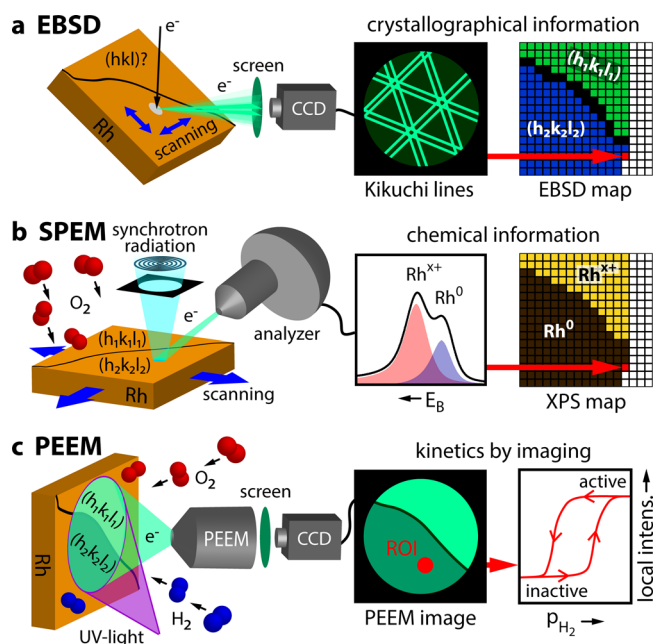 a EBSD
crystallographical information
e⁻
(hkl)?
e⁻
screen
CCD
Rh
scanning
(h₁k₁l₁)
(h₂k₂l₂)
Kikuchi lines
EBSD map
b SPEM
chemical information
synchrotron
radiation
O₂
e⁻
analyzer
(h₁k₁l₁)
(h₂k₂l₂)
Rh
scanning
Rhˣ⁺
Rh⁰
← E_B
Rhˣ⁺
Rh⁰
XPS map
c PEEM
kinetics by imaging
O₂
screen
(h₁k₁l₁)
(h₂k₂l₂)
Rh
e⁻
PEEM
CCD
H₂
UV-light
ROI
PEEM image
active
inactive
local intens. →
p_H₂ →